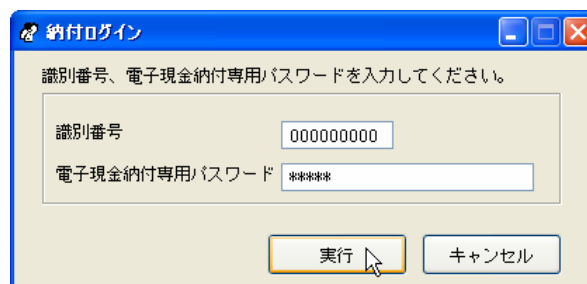 納付ログイン
識別番号、電子現金納付専用パスワードを入力してください。
識別番号 000000000
電子現金納付専用パスワード *****
実行 キャンセル